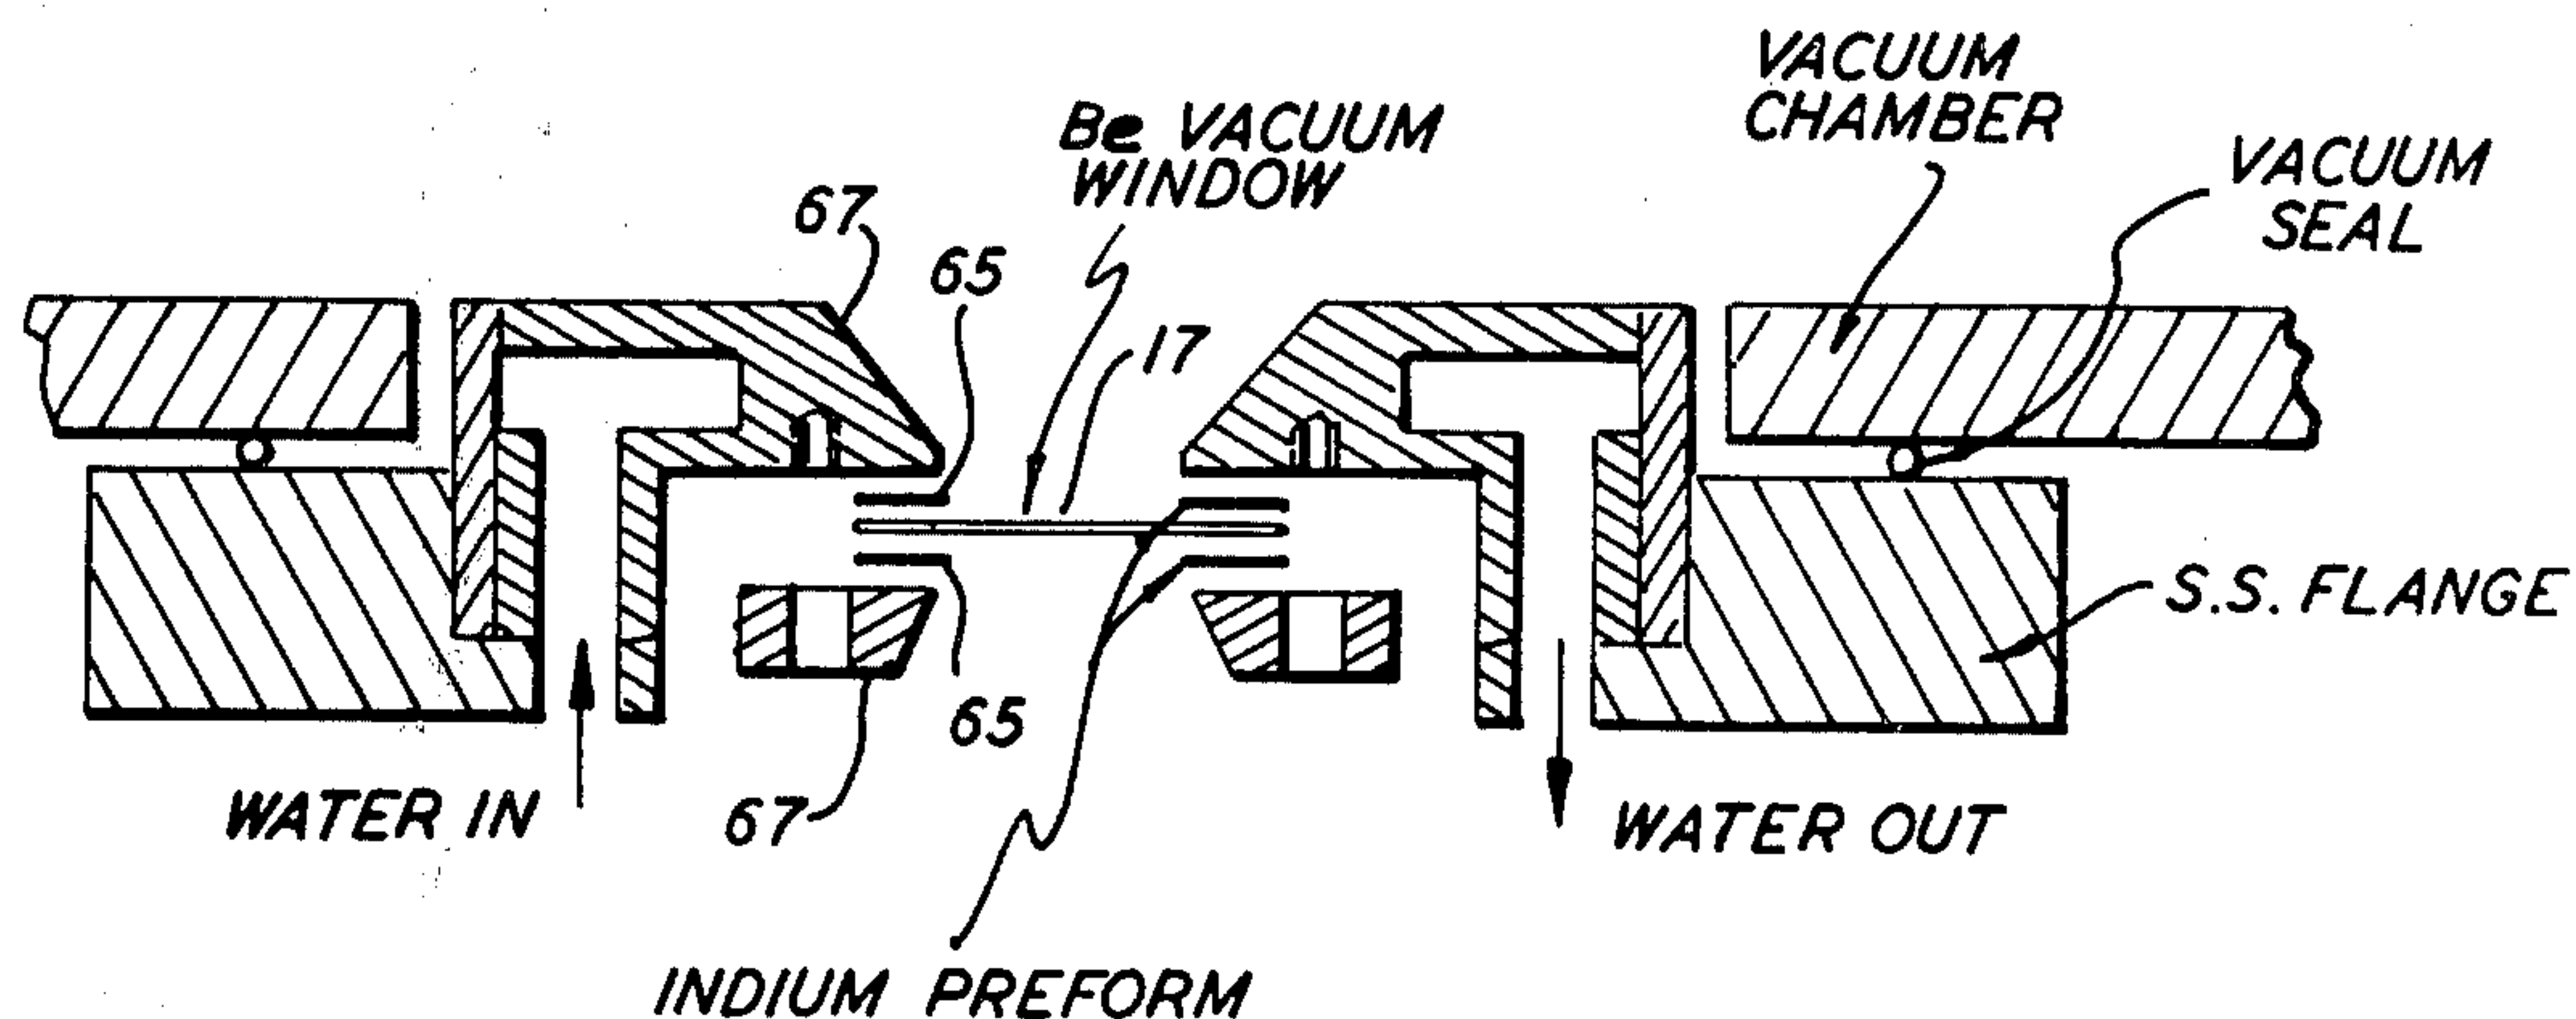 VACUUM
CHAMBER
Be VACUUM
WINDOW
VACUUM
SEAL
67
65
17
S.S. FLANGE
65
67
WATER IN
WATER OUT
INDIUM PREFORM